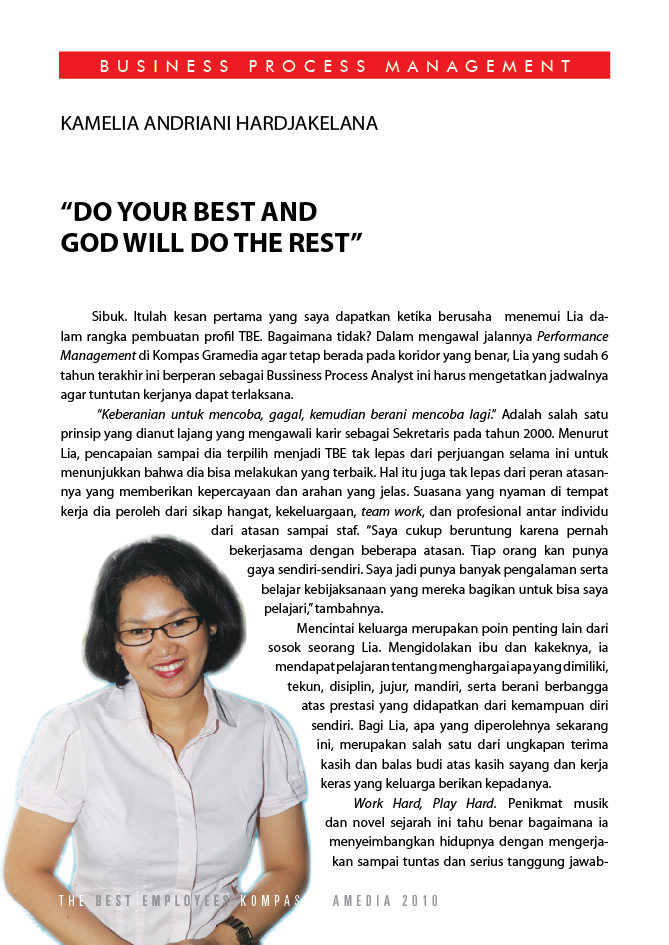 BUSINESS PROCESS MANAGEMENT
KAMELIA ANDRIANI HARDJAKELANA
“DO YOUR BEST AND
GOD WILL DO THE REST”
Sibuk. Itulah kesan pertama yang saya dapatkan ketika berusaha menemui Lia da-
lam rangka pembuatan profil TBE. Bagaimana tidak? Dalam mengawal jalannya Performance
Management di Kompas Gramedia agar tetap berada pada koridor yang benar, Lia yang sudah 6
tahun terakhir ini berperan sebagai Bussiness Process Analyst ini harus mengetatkan jadwalnya
agar tuntutan kerjanya dapat terlaksana.
“Keberanian untuk mencoba, gagal, kemudian berani mencoba lagi.” Adalah salah satu
prinsip yang dianut lajang yang mengawali karir sebagai Sekretaris pada tahun 2000. Menurut
Lia, pencapaian sampai dia terpilih menjadi TBE tak lepas dari perjuangan selama ini untuk
menunjukkan bahwa dia bisa melakukan yang terbaik. Hal itu juga tak lepas dari peran atasan-
nya yang memberikan kepercayaan dan arahan yang jelas. Suasana yang nyaman di tempat
kerja dia peroleh dari sikap hangat, kekeluargaan, team work, dan profesional antar individu
dari atasan sampai staf. “Saya cukup beruntung karena pernah
bekerjasama dengan beberapa atasan. Tiap orang kan punya
gaya sendiri-sendiri. Saya jadi punya banyak pengalaman serta
belajar kebijaksanaan yang mereka bagikan untuk bisa saya
pelajari,” tambahnya.
Mencintai keluarga merupakan poin penting lain dari
sosok seorang Lia. Mengidolakan ibu dan kakeknya, ia
mendapat pelajaran tentang menghargai apa yang dimiliki,
tekun, disiplin, jujur, mandiri, serta berani berbangga
atas prestasi yang didapatkan dari kemampuan diri
sendiri. Bagi Lia, apa yang diperolehnya sekarang
ini, merupakan salah satu dari ungkapan terima
kasih dan balas budi atas kasih sayang dan kerja
keras yang keluarga berikan kepadanya.
Work Hard, Play Hard. Penikmat musik
dan novel sejarah ini tahu benar bagaimana ia
menyeimbangkan hidupnya dengan mengerja-
kan sampai tuntas dan serius tanggung jawab-
THE BEST EMPLOYEES KOMPAS AMEDIA 2010